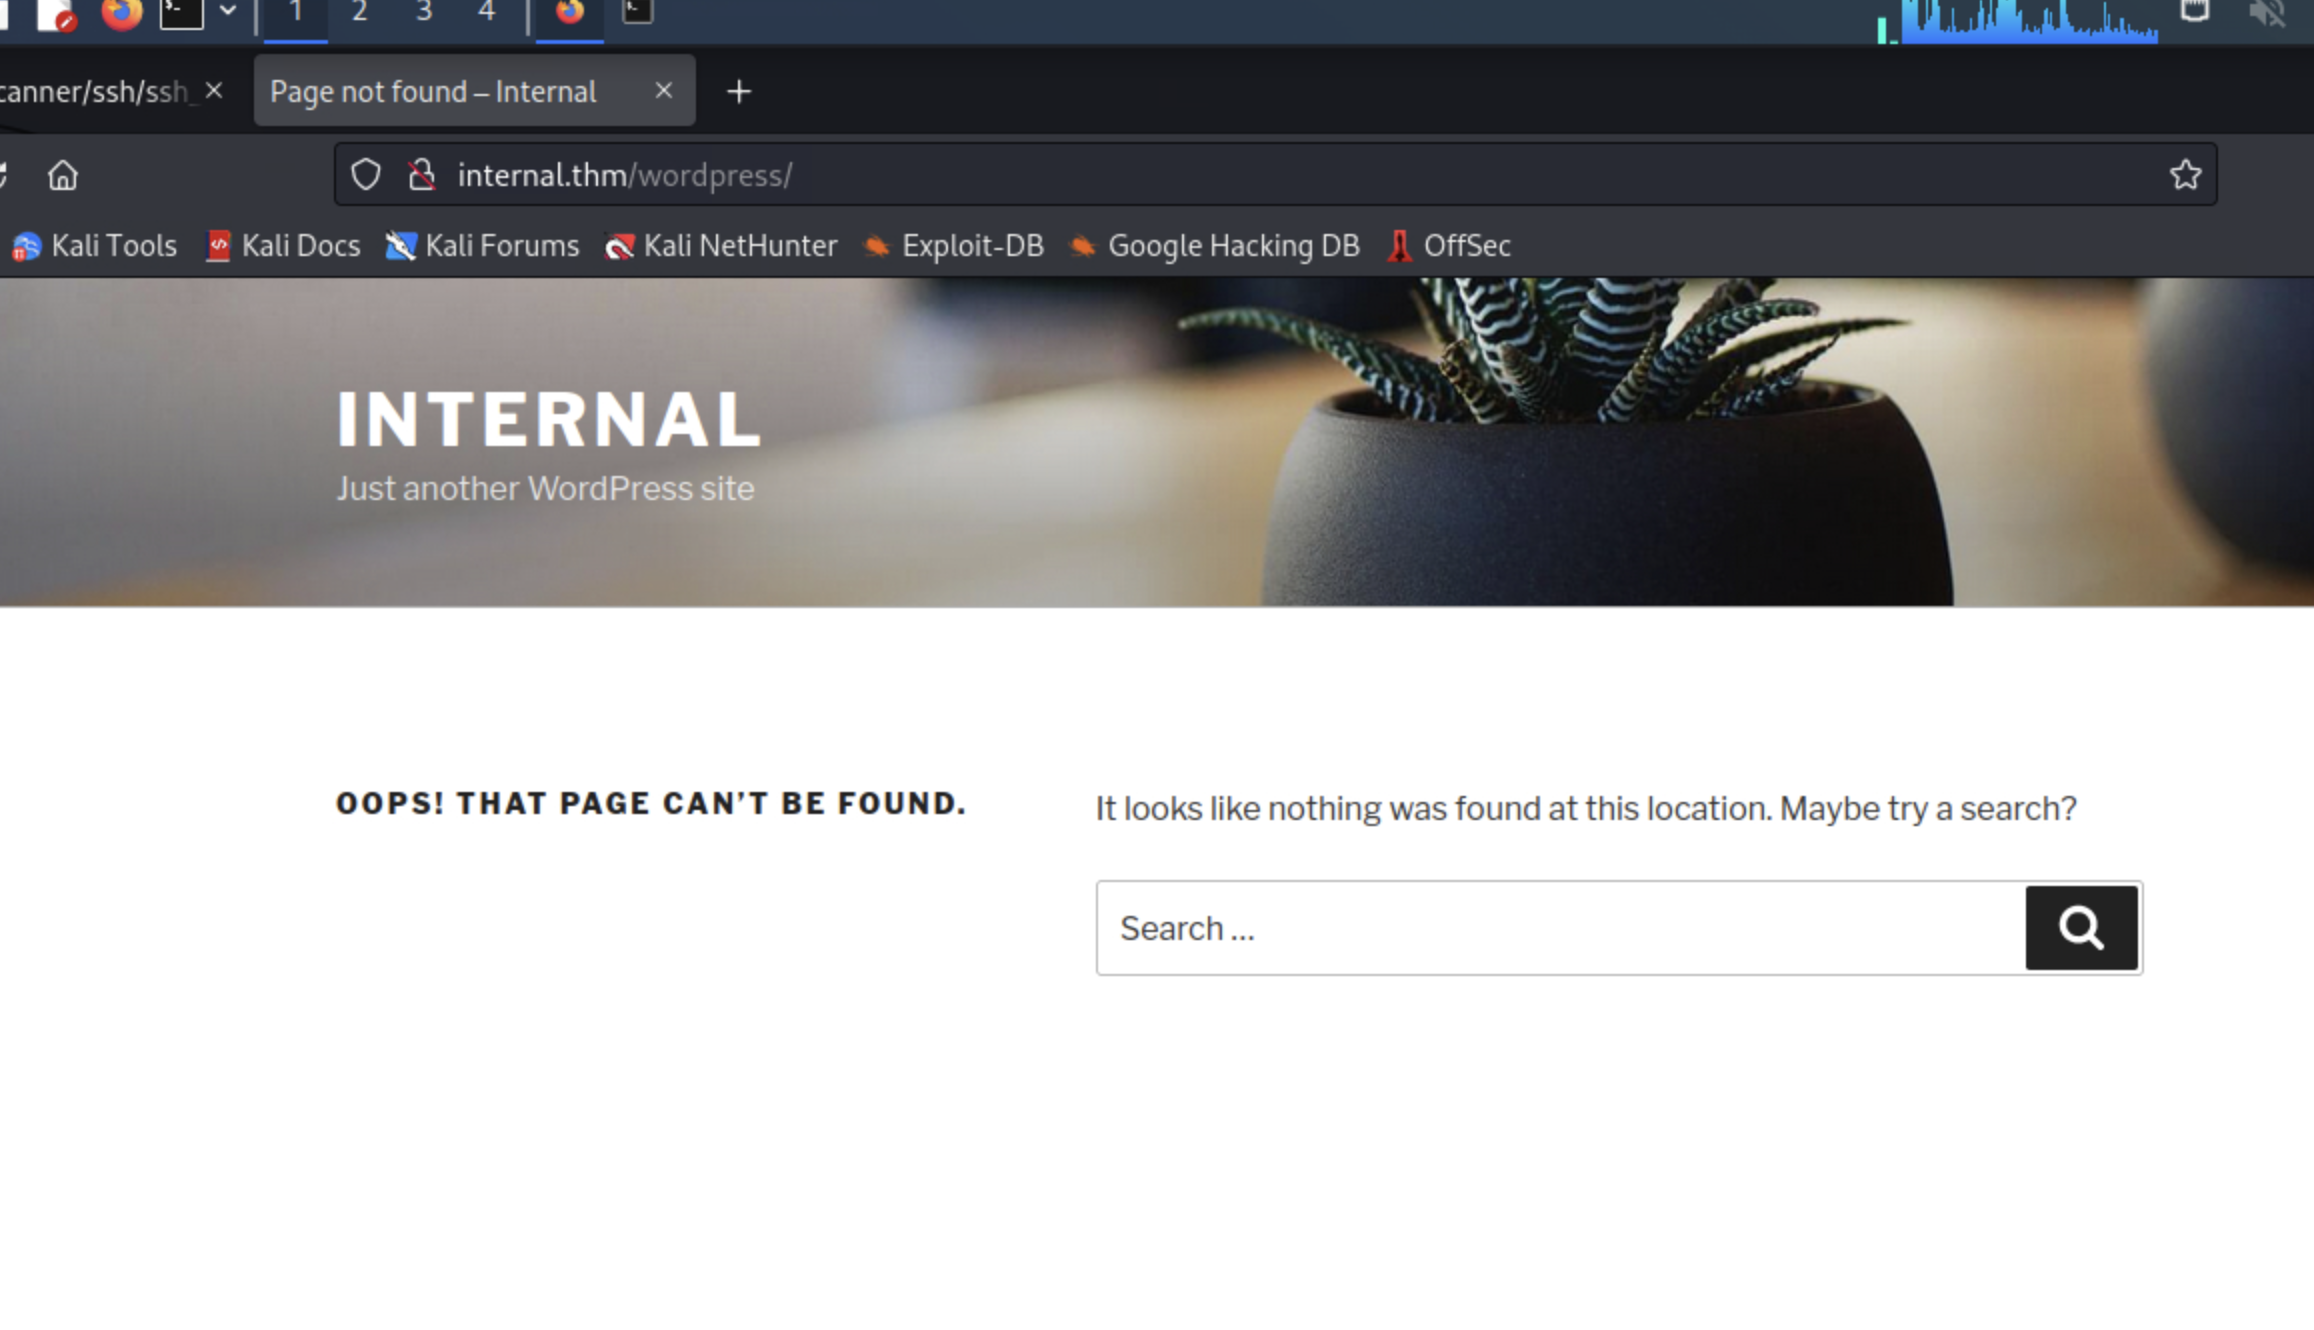 1 2 3 4
canner/ssh/ssh_ Page not found – Internal
internal.thm/wordpress/
Kali Tools Kali Docs Kali Forums Kali NetHunter Exploit-DB Google Hacking DB OffSec
INTERNAL
Just another WordPress site
OOPS! THAT PAGE CAN’T BE FOUND.
It looks like nothing was found at this location. Maybe try a search?
Search …